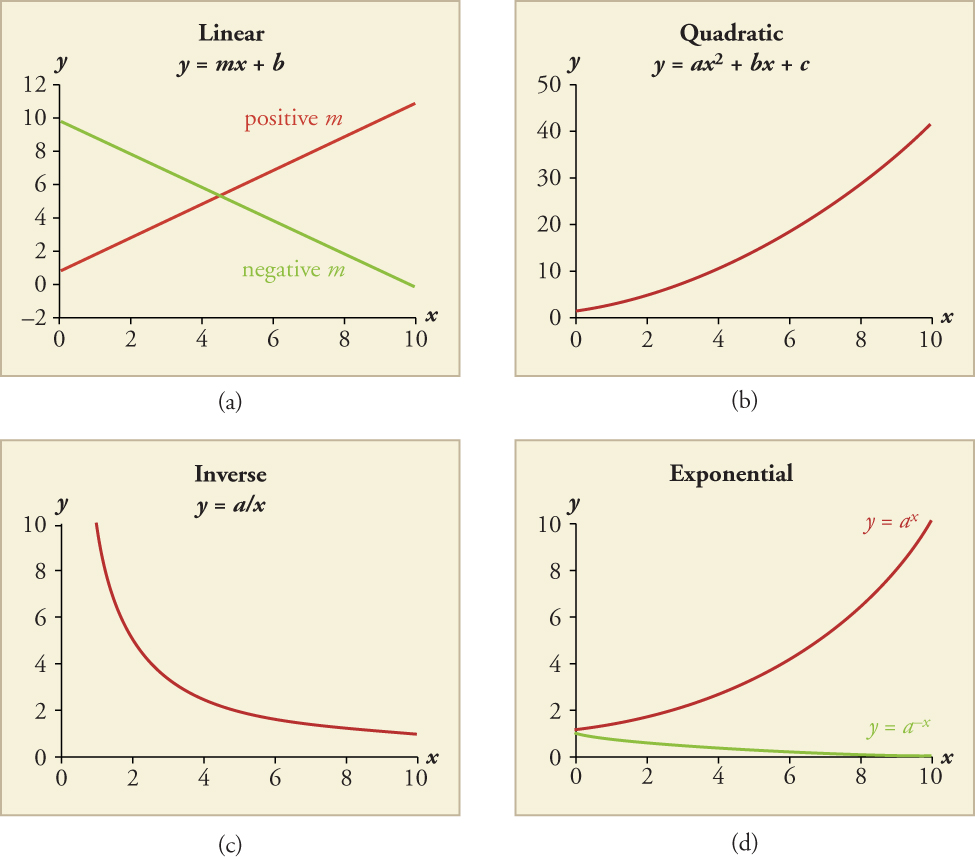 Linear
y = mx + b
y
12
10
8
6
4
2
0
–2
positive m
negative m
0 2 4 6 8 10
x
(a)
Quadratic
y = ax² + bx + c
y
50
40
30
20
10
0
0 2 4 6 8 10
x
(b)
Inverse
y = a/x
y
10
8
6
4
2
0
0 2 4 6 8 10
x
(c)
Exponential
y
10
8
6
4
2
0
y = aˣ
y = a⁻ˣ
0 2 4 6 8 10
x
(d)